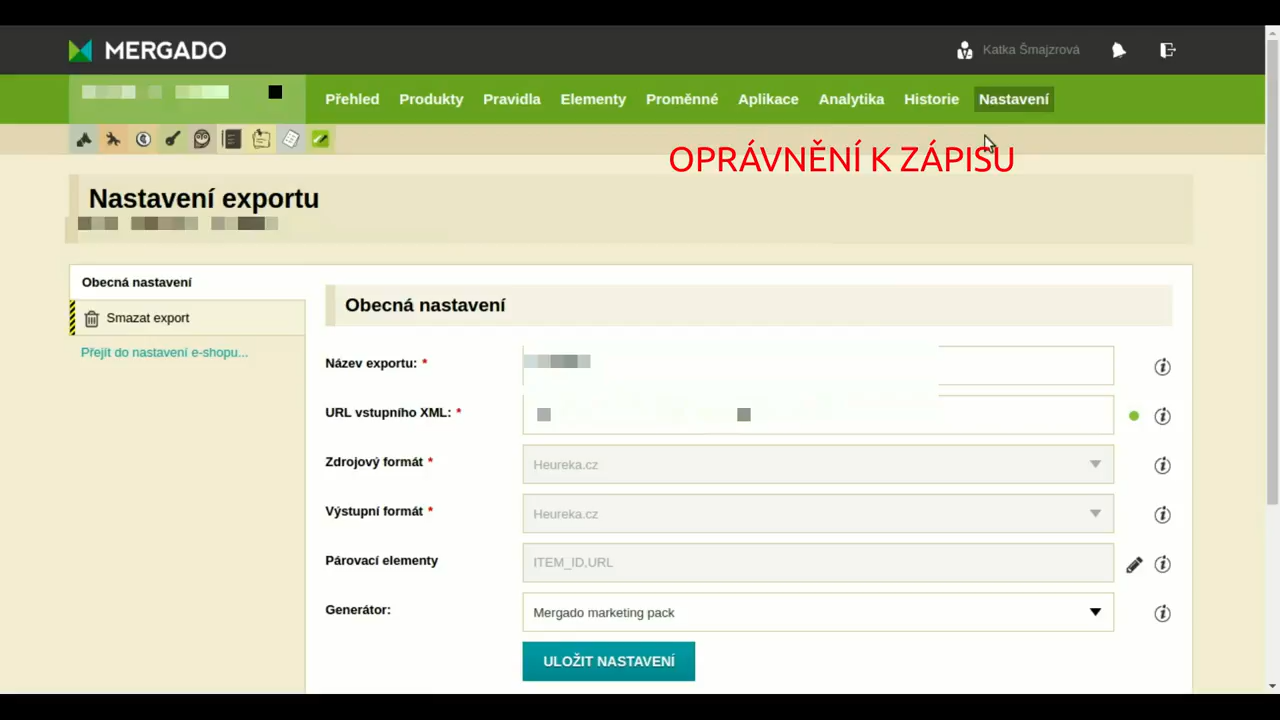 MERGADO
Katka Šmajzrová
Přehled Produkty Pravidla Elementy Proměnné Aplikace Analytika Historie Nastavení
OPRÁVNĚNÍ K ZÁPISU
Nastavení exportu
Obecná nastavení
Smazat export
Přejít do nastavení e-shopu...
Obecná nastavení
Název exportu: *
URL vstupního XML: *
Zdrojový formát * Heureka.cz
Výstupní formát * Heureka.cz
Párovací elementy ITEM_ID,URL
Generátor: Mergado marketing pack
ULOŽIT NASTAVENÍ